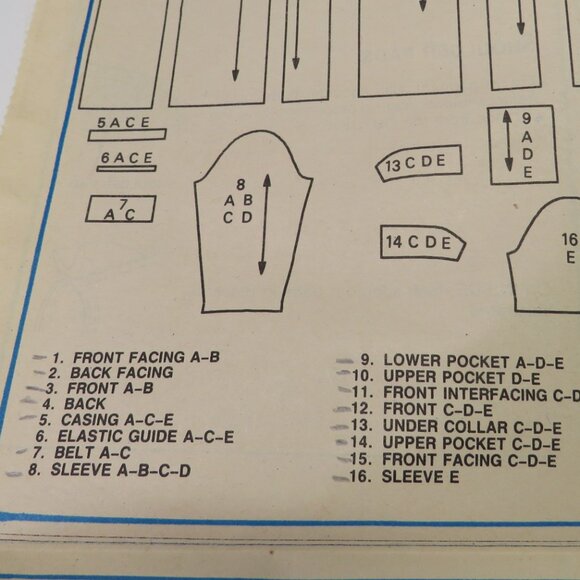 5 A C E
6 A C E
7
A C
8
A B
C D
13 C D E
14 C D E
9
A
D
E
16
E
1. FRONT FACING A-B
2. BACK FACING
3. FRONT A-B
4. BACK
5. CASING A-C-E
6. ELASTIC GUIDE A-C-E
7. BELT A-C
8. SLEEVE A-B-C-D
9. LOWER POCKET A-D-E
10. UPPER POCKET D-E
11. FRONT INTERFACING C-D
12. FRONT C-D-E
13. UNDER COLLAR C-D-E
14. UPPER POCKET C-D-E
15. FRONT FACING C-D-E
16. SLEEVE E